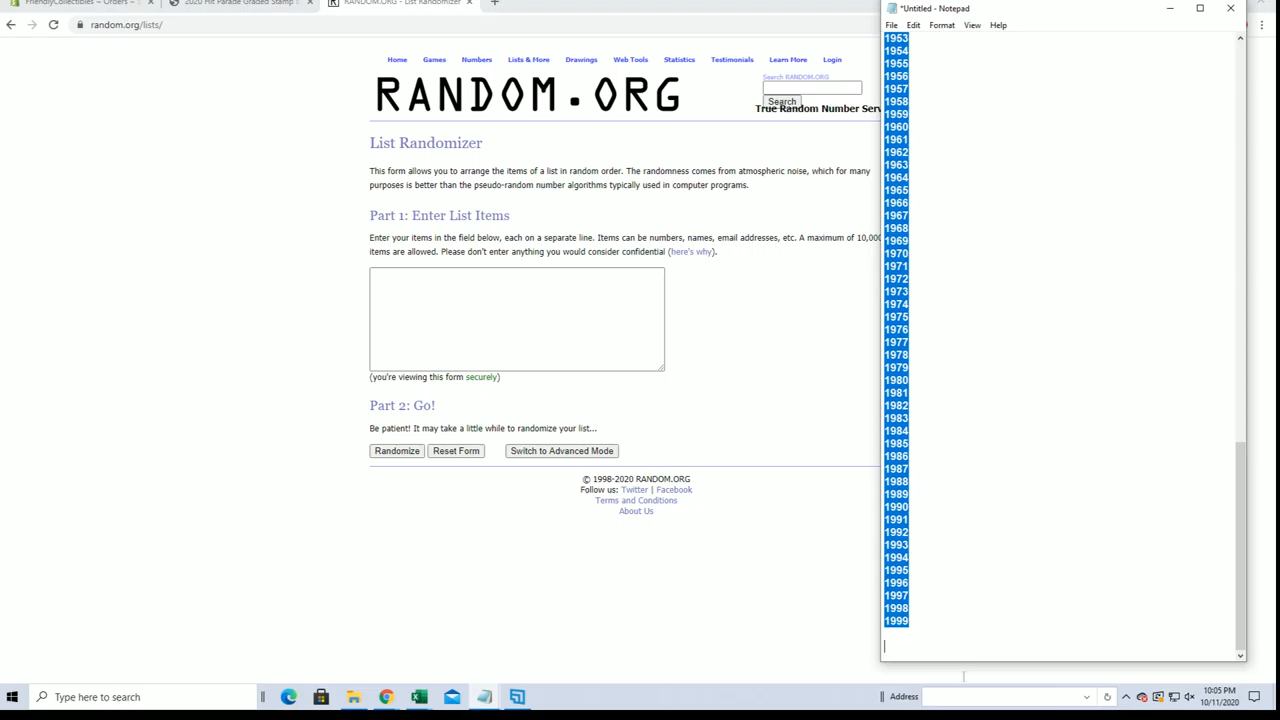 FriendlyCollectibles ~ Orders ~ S
2020 Hit Parade Graded Stamp
RANDOM.ORG - List Randomizer
random.org/lists/
Home Games Numbers Lists & More Drawings Web Tools Statistics Testimonials Learn More Login
RANDOM.ORG
Search RANDOM.ORG
Search
True Random Number Serv
List Randomizer
This form allows you to arrange the items of a list in random order. The randomness comes from atmospheric noise, which for many
purposes is better than the pseudo-random number algorithms typically used in computer programs.
Part 1: Enter List Items
Enter your items in the field below, each on a separate line. Items can be numbers, names, email addresses, etc. A maximum of 10,000
items are allowed. Please don't enter anything you would consider confidential (here's why).
(you're viewing this form securely)
Part 2: Go!
Be patient! It may take a little while to randomize your list...
Randomize Reset Form Switch to Advanced Mode
© 1998-2020 RANDOM.ORG
Follow us: Twitter | Facebook
Terms and Conditions
About Us
*Untitled - Notepad
File Edit Format View Help
1953
1954
1955
1956
1957
1958
1959
1960
1961
1962
1963
1964
1965
1966
1967
1968
1969
1970
1971
1972
1973
1974
1975
1976
1977
1978
1979
1980
1981
1982
1983
1984
1985
1986
1987
1988
1989
1990
1991
1992
1993
1994
1995
1996
1997
1998
1999
Type here to search
Address
10:05 PM
10/11/2020